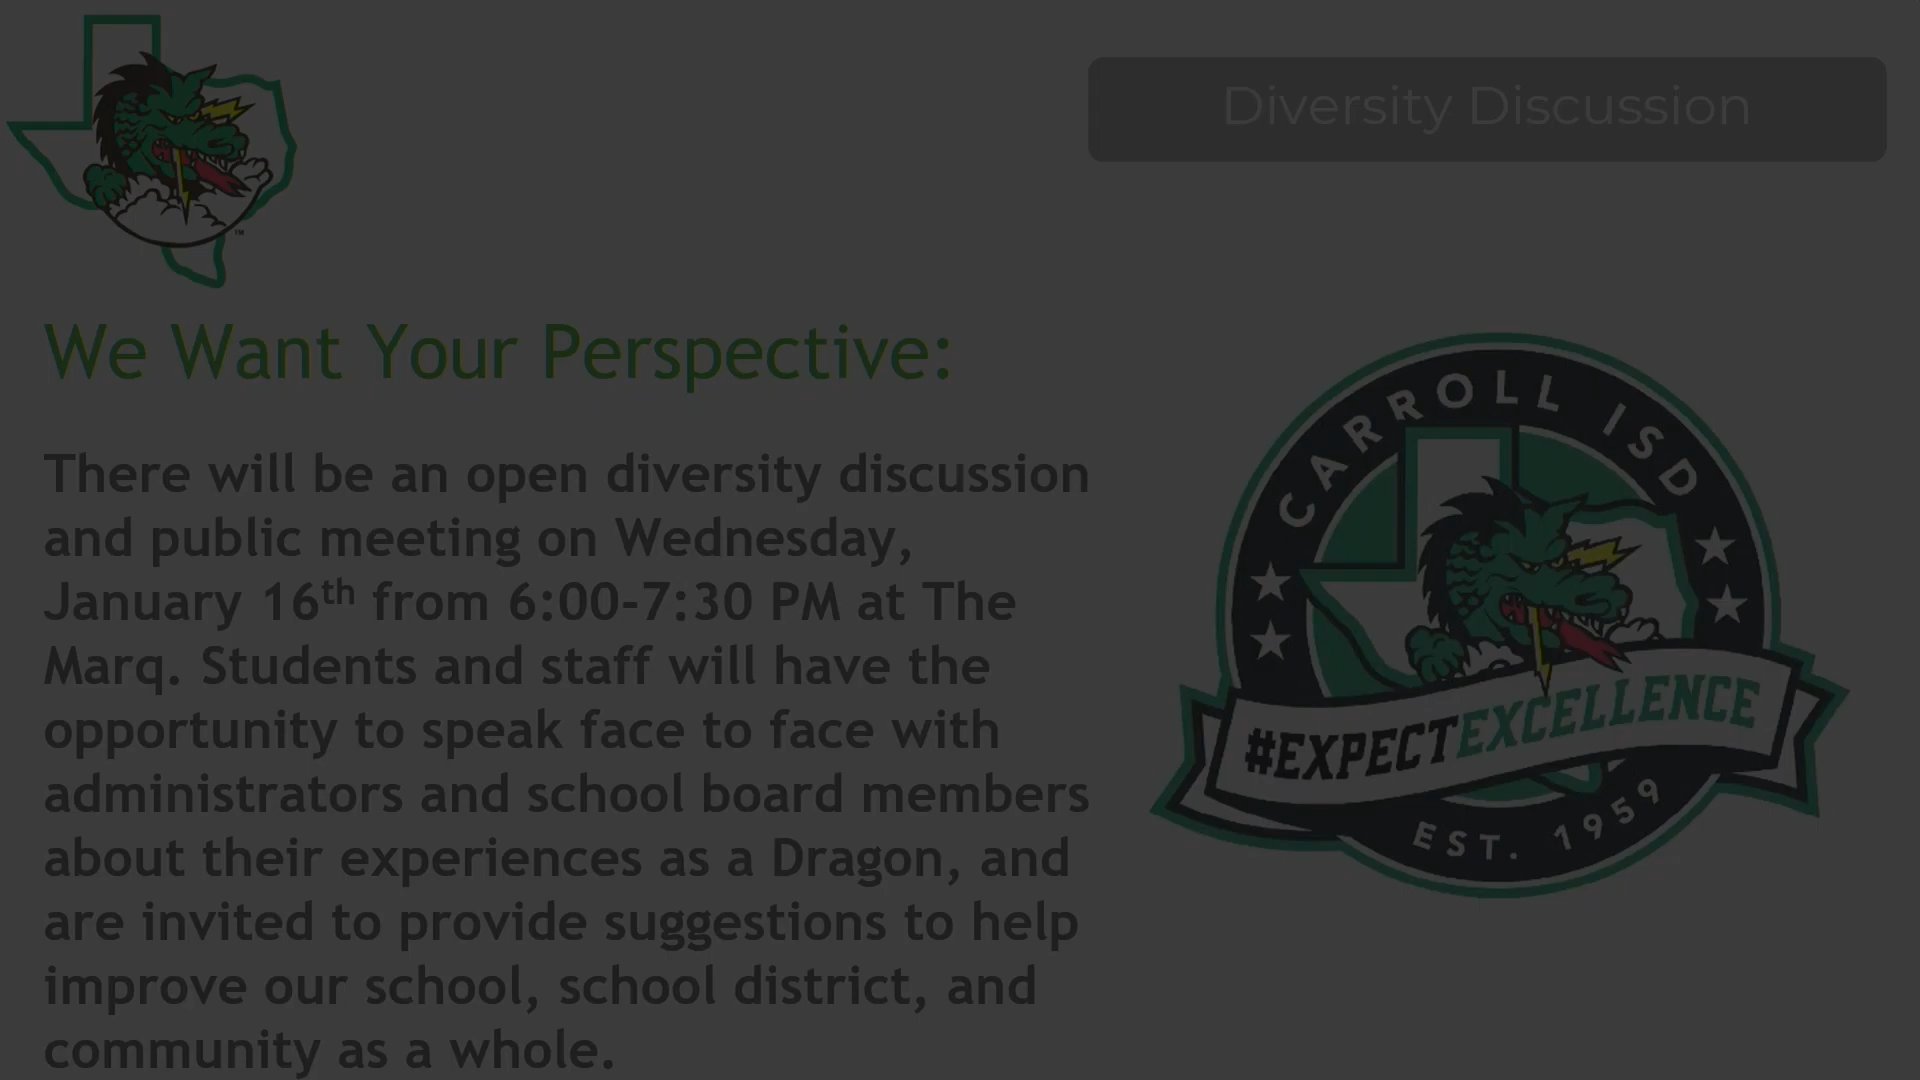 Diversity Discussion
TM
We Want Your Perspective:
There will be an open diversity discussion
and public meeting on Wednesday,
January 16th from 6:00-7:30 PM at The
Marq. Students and staff will have the
opportunity to speak face to face with
administrators and school board members
about their experiences as a Dragon, and
are invited to provide suggestions to help
improve our school, school district, and
community as a whole.
CARROLL ISD
#EXPECTEXCELLENCE
EST. 1959